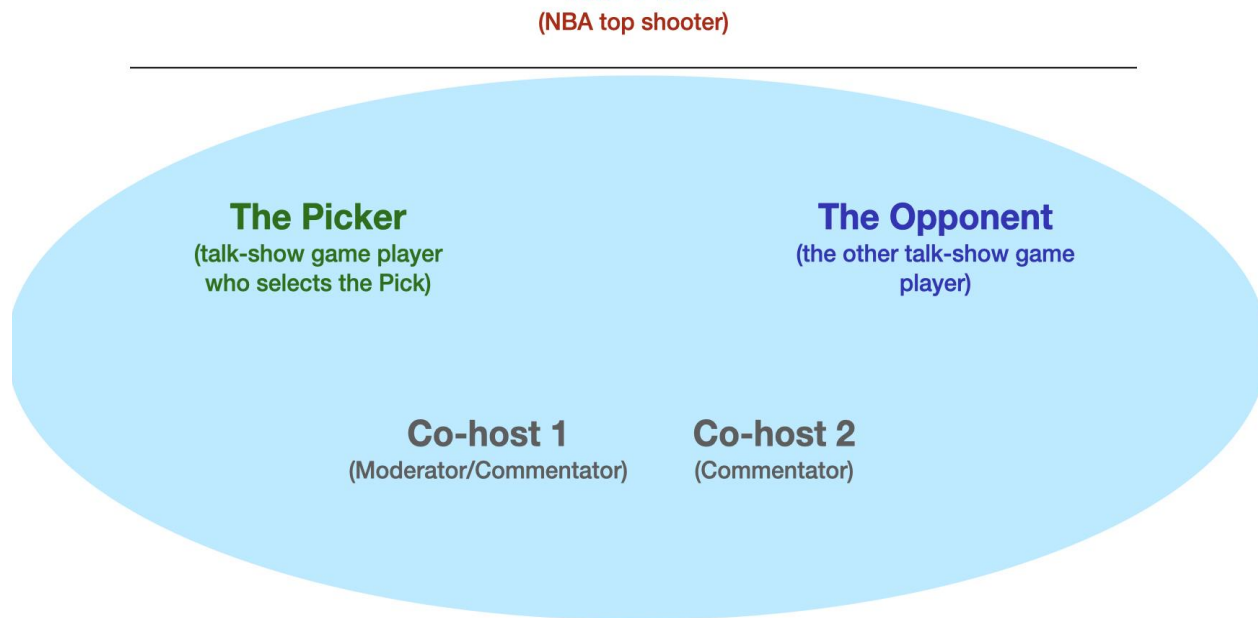 (NBA top shooter)
The Picker
(talk-show game player
who selects the Pick)
The Opponent
(the other talk-show game
player)
Co-host 1
(Moderator/Commentator)
Co-host 2
(Commentator)